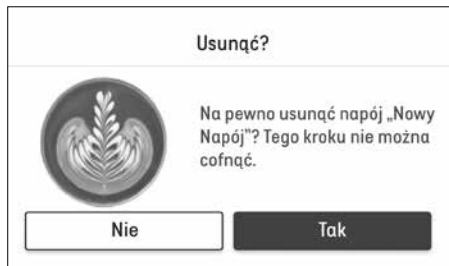 Usunąć?
Na pewno usunąć napój „Nowy
Napój”? Tego kroku nie można
cofnąć.
Nie
Tak